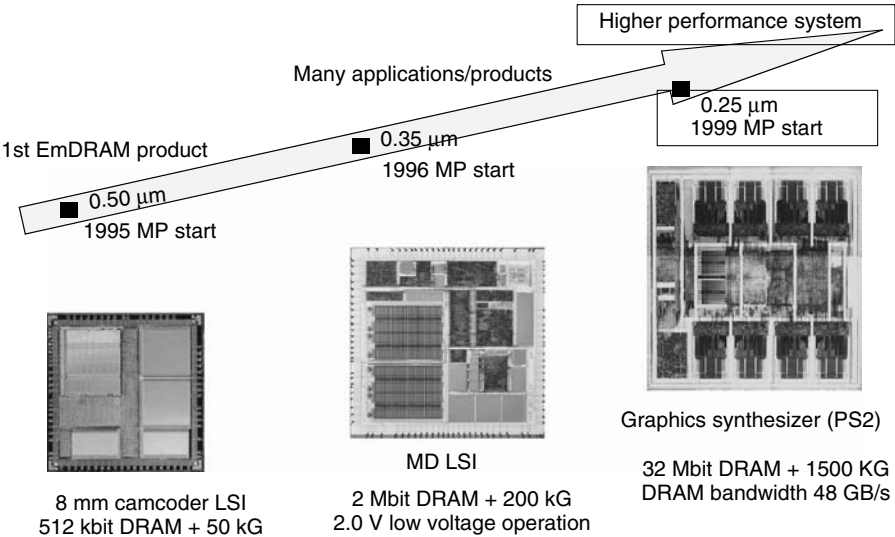 Higher performance system
Many applications/products
0.25 μm
1999 MP start
0.35 μm
1996 MP start
1st EmDRAM product
0.50 μm
1995 MP start
Graphics synthesizer (PS2)
32 Mbit DRAM + 1500 KG
DRAM bandwidth 48 GB/s
MD LSI
2 Mbit DRAM + 200 kG
2.0 V low voltage operation
8 mm camcoder LSI
512 kbit DRAM + 50 kG